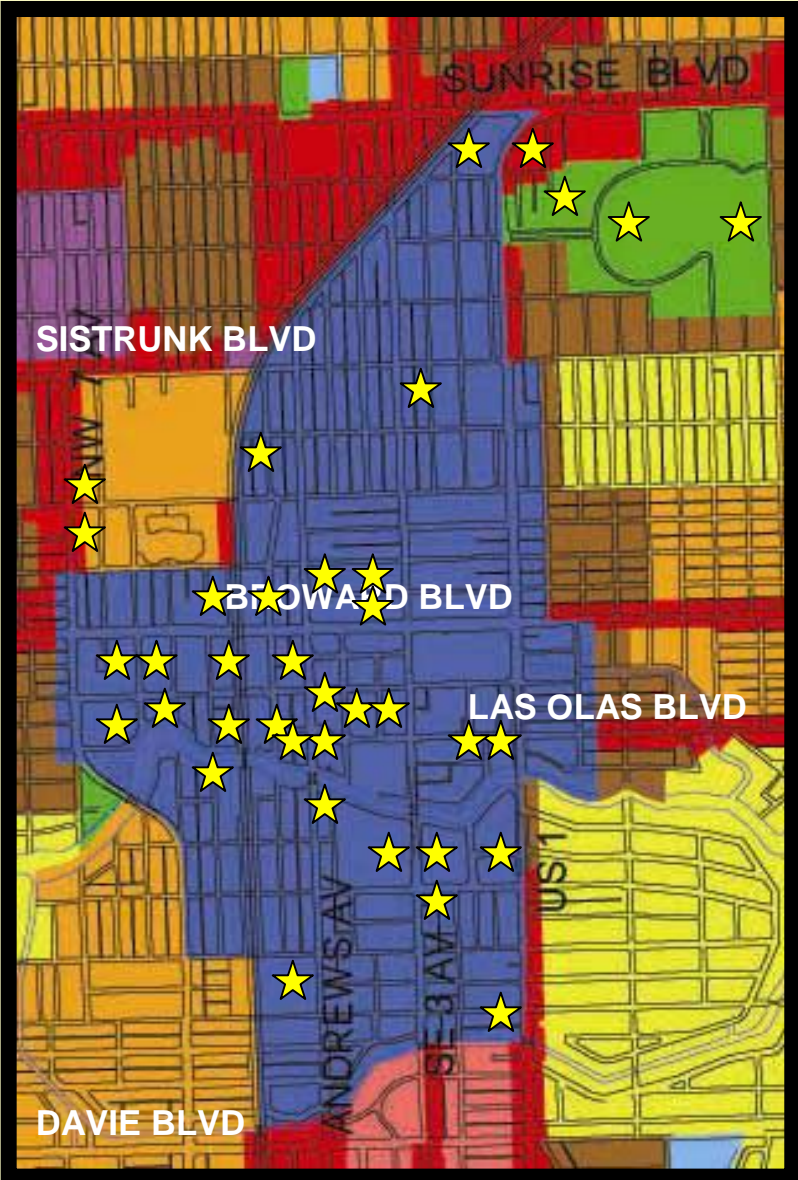 SUNRISE BLVD
SISTRUNK BLVD
NW 7 AV
BROWARD BLVD
LAS OLAS BLVD
US 1
ANDREWS AV
SE 3 AV
DAVIE BLVD